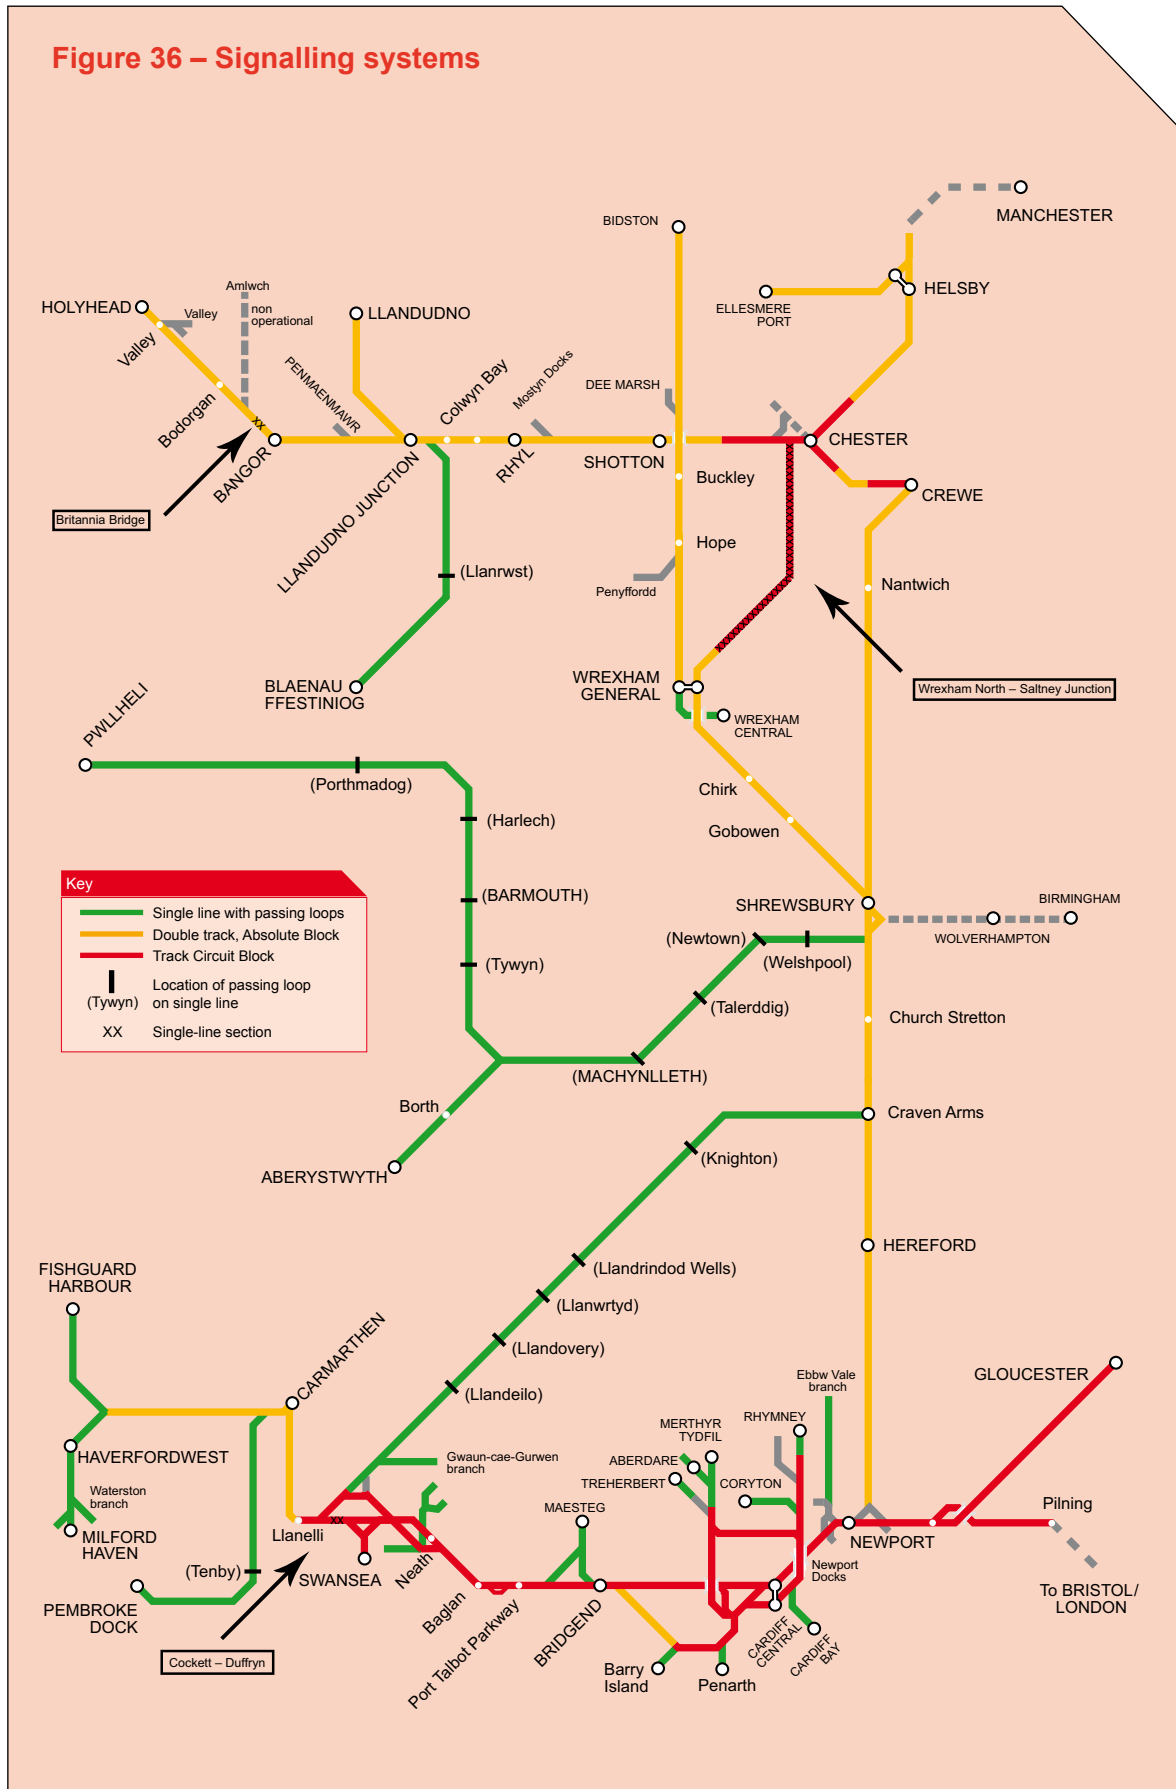 Figure 36 – Signalling systems
MANCHESTER
BIDSTON
HELSBY
ELLESMERE
PORT
Amlwch
non
operational
HOLYHEAD
Valley
Valley
LLANDUDNO
PENMAENMAWR
Colwyn Bay
Mostyn Docks
DEE MARSH
Bodorgan
xx
BANGOR
LLANDUDNO JUNCTION
RHYL
SHOTTON
CHESTER
Buckley
CREWE
Britannia Bridge
Hope
(Llanrwst)
Penyffordd
Nantwich
BLAENAU
FFESTINIOG
WREXHAM
GENERAL
Wrexham North – Saltney Junction
WREXHAM
CENTRAL
PWLLHELI
(Porthmadog)
Chirk
(Harlech)
Gobowen
Key
Single line with passing loops
Double track, Absolute Block
Track Circuit Block
(Tywyn)
Location of passing loop
on single line
XX
Single-line section
(BARMOUTH)
SHREWSBURY
BIRMINGHAM
WOLVERHAMPTON
(Newtown)
(Welshpool)
(Tywyn)
(Talerddig)
Church Stretton
(MACHYNLLETH)
Borth
Craven Arms
(Knighton)
ABERYSTWYTH
HEREFORD
(Llandrindod Wells)
(Llanwrtyd)
(Llandovery)
(Llandeilo)
FISHGUARD
HARBOUR
CARMARTHEN
HAVERFORDWEST
Waterston
branch
MILFORD
HAVEN
(Tenby)
PEMBROKE
DOCK
Gwaun-cae-Gurwen
branch
Llanelli
xx
SWANSEA
Neath
Cockett – Duffryn
Baglan
Port Talbot Parkway
MAESTEG
BRIDGEND
MERTHYR
TYDFIL
ABERDARE
TREHERBERT
RHYMNEY
CORYTON
Ebbw Vale
branch
GLOUCESTER
Pilning
NEWPORT
Newport
Docks
To BRISTOL/
LONDON
CARDIFF
CENTRAL
CARDIFF
BAY
Barry
Island
Penarth